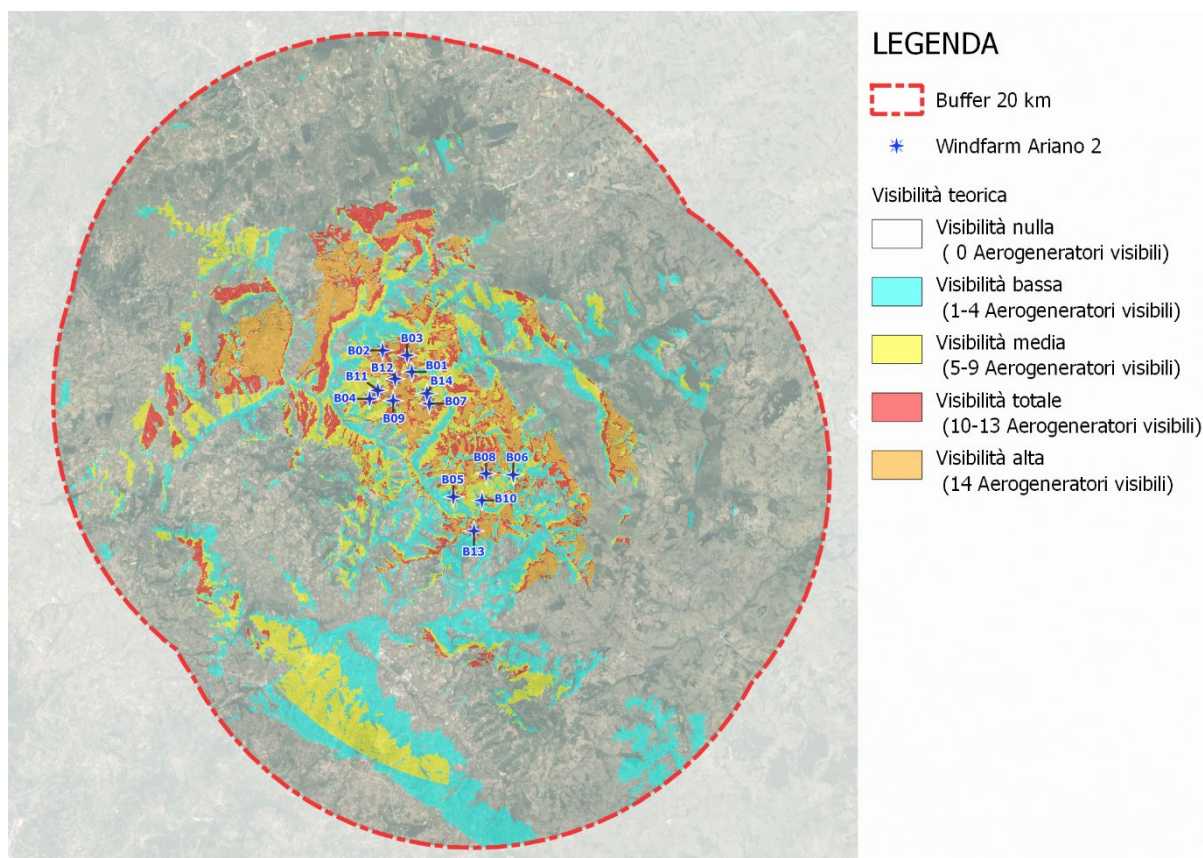 LEGENDA
Buffer 20 km
Windfarm Ariano 2
Visibilità teorica
Visibilità nulla
( 0 Aerogeneratori visibili)
Visibilità bassa
(1-4 Aerogeneratori visibili)
Visibilità media
(5-9 Aerogeneratori visibili)
Visibilità totale
(10-13 Aerogeneratori visibili)
Visibilità alta
(14 Aerogeneratori visibili)
B03
B02
B01
B12
B11
B14
B04
B07
B09
B08
B06
B05
B10
B13